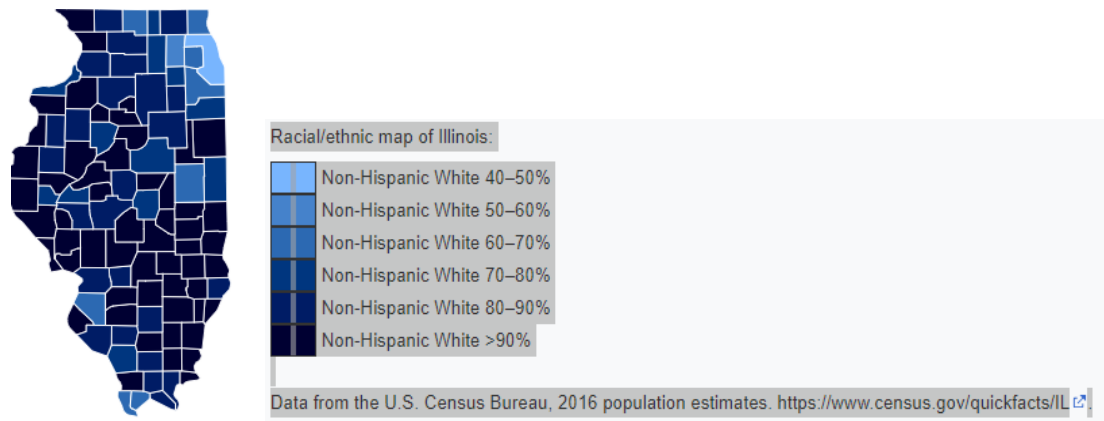 Racial/ethnic map of Illinois:
Non-Hispanic White 40–50%
Non-Hispanic White 50–60%
Non-Hispanic White 60–70%
Non-Hispanic White 70–80%
Non-Hispanic White 80–90%
Non-Hispanic White >90%
Data from the U.S. Census Bureau, 2016 population estimates. https://www.census.gov/quickfacts/IL.